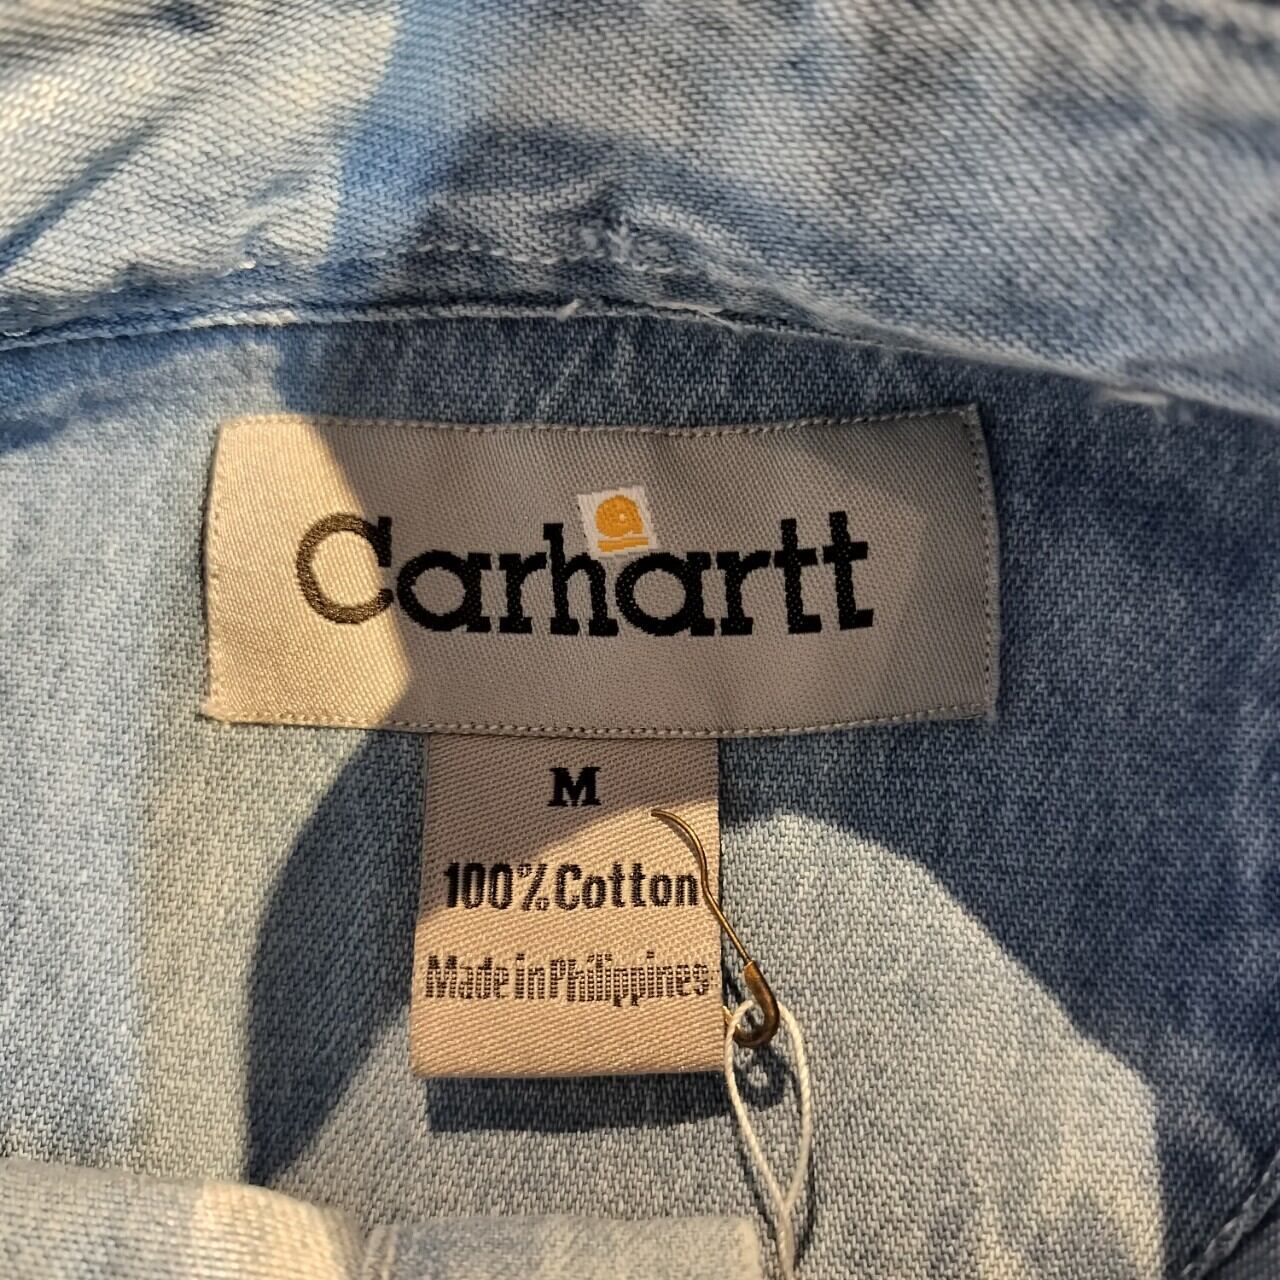 Carhartt
M
100% Cotton
Made in Philippines